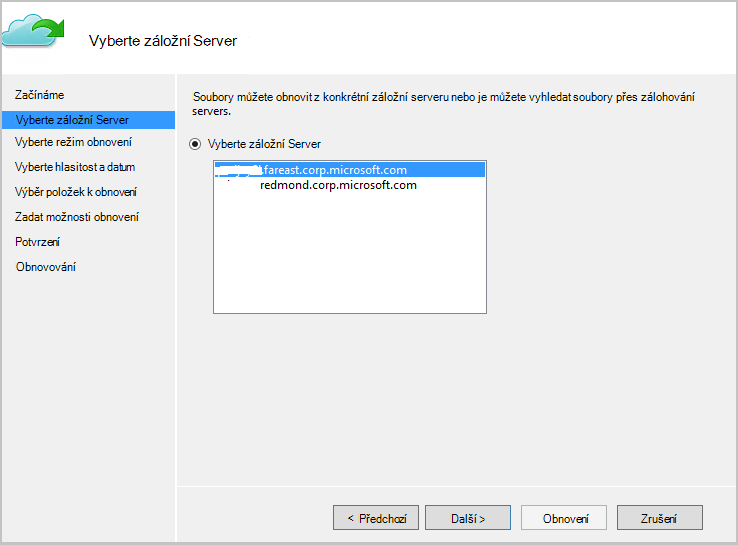 Vyberte záložní Server
Začínáme
Vyberte záložní Server
Vyberte režim obnovení
Vyberte hlasitost a datum
Výběr položek k obnovení
Zadat možnosti obnovení
Potvrzení
Obnovování
Soubory můžete obnovit z konkrétní záložní serveru nebo je můžete vyhledat soubory přes zálohování
servers.
Vyberte záložní Server
.fareast.corp.microsoft.com
redmond.corp.microsoft.com
< Předchozí
Další >
Obnovení
Zrušení